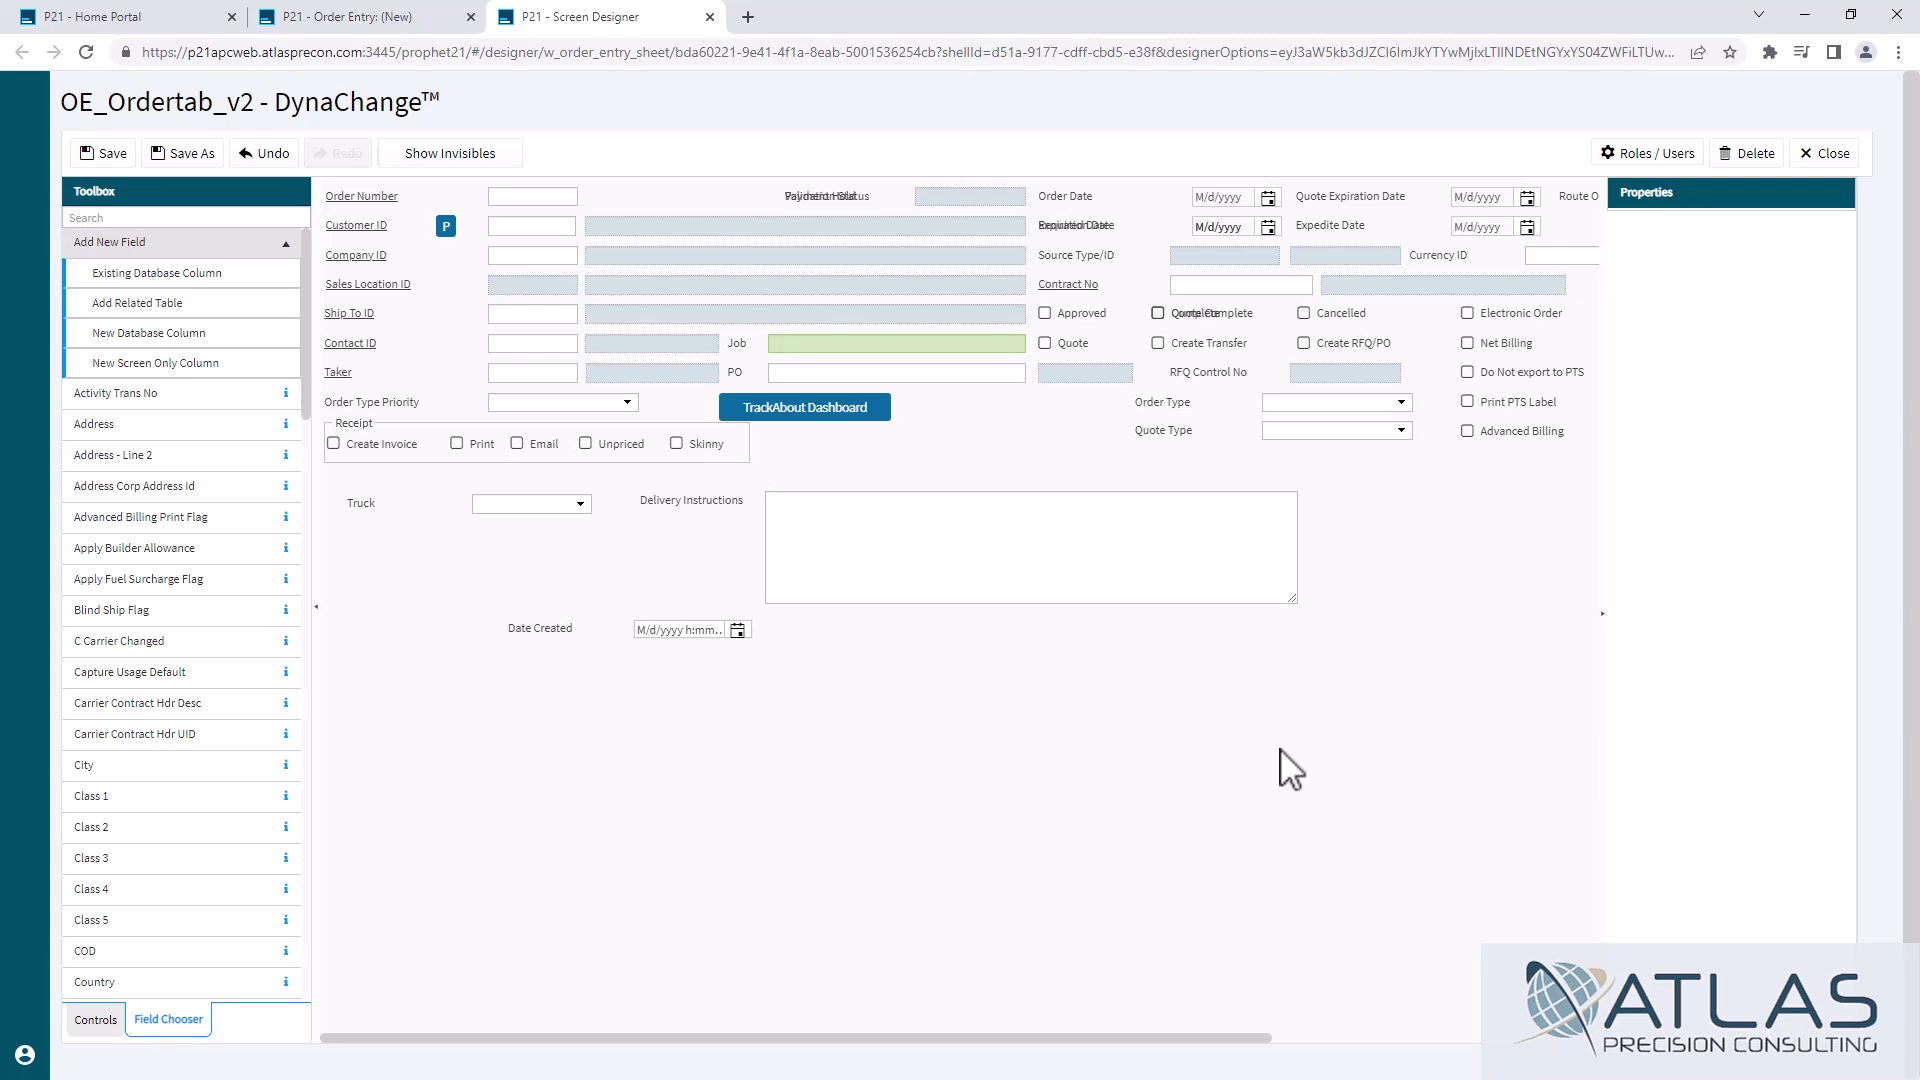 P21 - Home Portal
P21 - Order Entry: (New)
P21 - Screen Designer
https://p21apcweb.atlasprecon.com:3445/prophet21/#/designer/w_order_entry_sheet/bda60221-9e41-4f1a-8eab-5001536254cb?shellId=d51a-9177-cdff-cbd5-e38f&designerOptions=eyJ3aW5kb3dJZCI6ImJkYTYwMjIxLTllNDEtNGYxYS04ZWFiLTUw...
OE_Ordertab_v2 - DynaChange™
Save Save As Undo Redo Show Invisibles Roles / Users Delete Close
Toolbox
Search
Add New Field
Existing Database Column
Add Related Table
New Database Column
New Screen Only Column
Activity Trans No
Address
Address - Line 2
Address Corp Address Id
Advanced Billing Print Flag
Apply Builder Allowance
Apply Fuel Surcharge Flag
Blind Ship Flag
C Carrier Changed
Capture Usage Default
Carrier Contract Hdr Desc
Carrier Contract Hdr UID
City
Class 1
Class 2
Class 3
Class 4
Class 5
COD
Country
Controls Field Chooser
Order Number Order Date M/d/yyyy Quote Expiration Date M/d/yyyy Route O
Customer ID P M/d/yyyy Expedite Date M/d/yyyy
Company ID Source Type/ID Currency ID
Sales Location ID Contract No
Ship To ID Approved Cancelled Electronic Order
Contact ID Job Quote Create Transfer Create RFQ/PO Net Billing
Taker PO RFQ Control No Do Not export to PTS
Order Type Priority TrackAbout Dashboard Order Type Print PTS Label
Receipt
Quote Type Advanced Billing
Create Invoice Print Email Unpriced Skinny
Truck Delivery Instructions
Date Created M/d/yyyy h:mm..
Properties
ATLAS
PRECISION CONSULTING